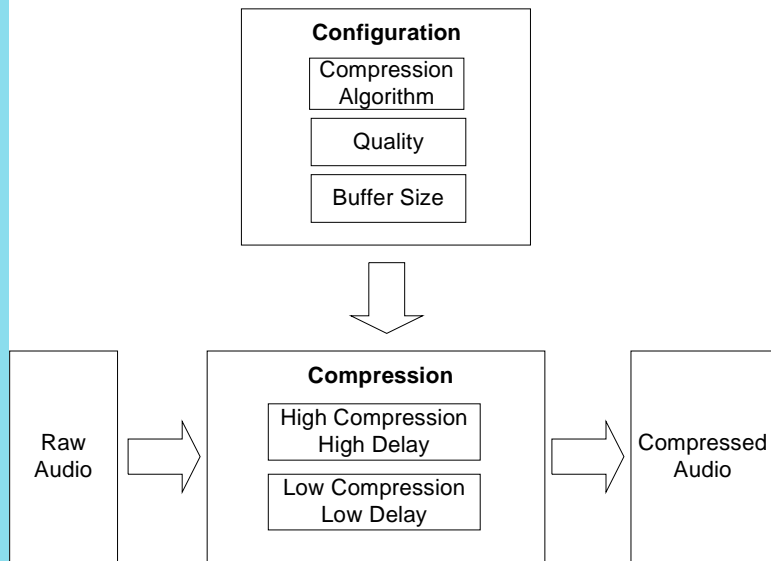 Configuration
Compression
Algorithm
Quality
Buffer Size
Raw
Audio
Compression
High Compression
High Delay
Low Compression
Low Delay
Compressed
Audio